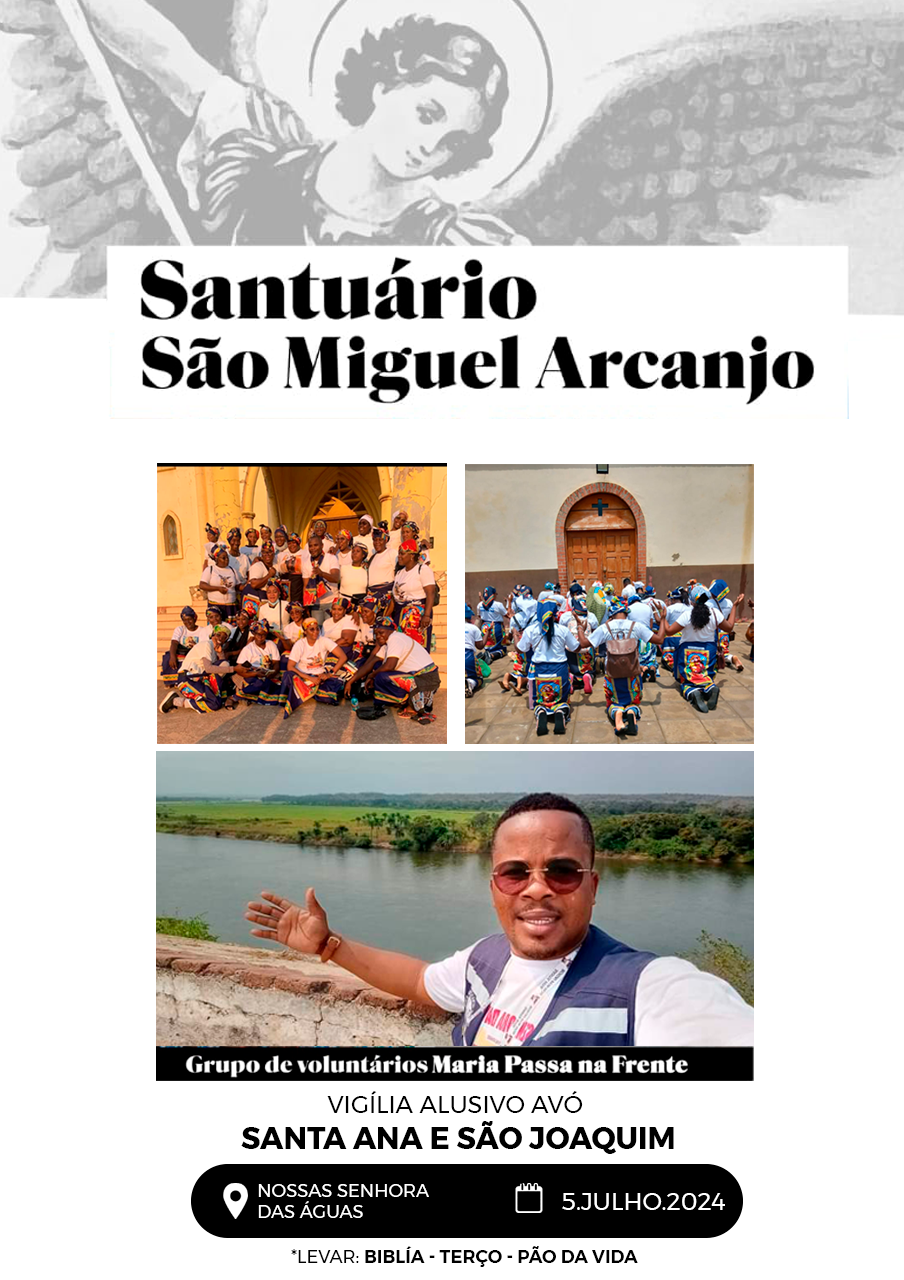 Santuário
São Miguel Arcanjo
Grupo de voluntários Maria Passa na Frente
VIGÍLIA ALUSIVO AVÓ
SANTA ANA E SÃO JOAQUIM
NOSSAS SENHORA
DAS ÁGUAS
5.JULHO.2024
*LEVAR: BIBLÍA - TERÇO - PÃO DA VIDA